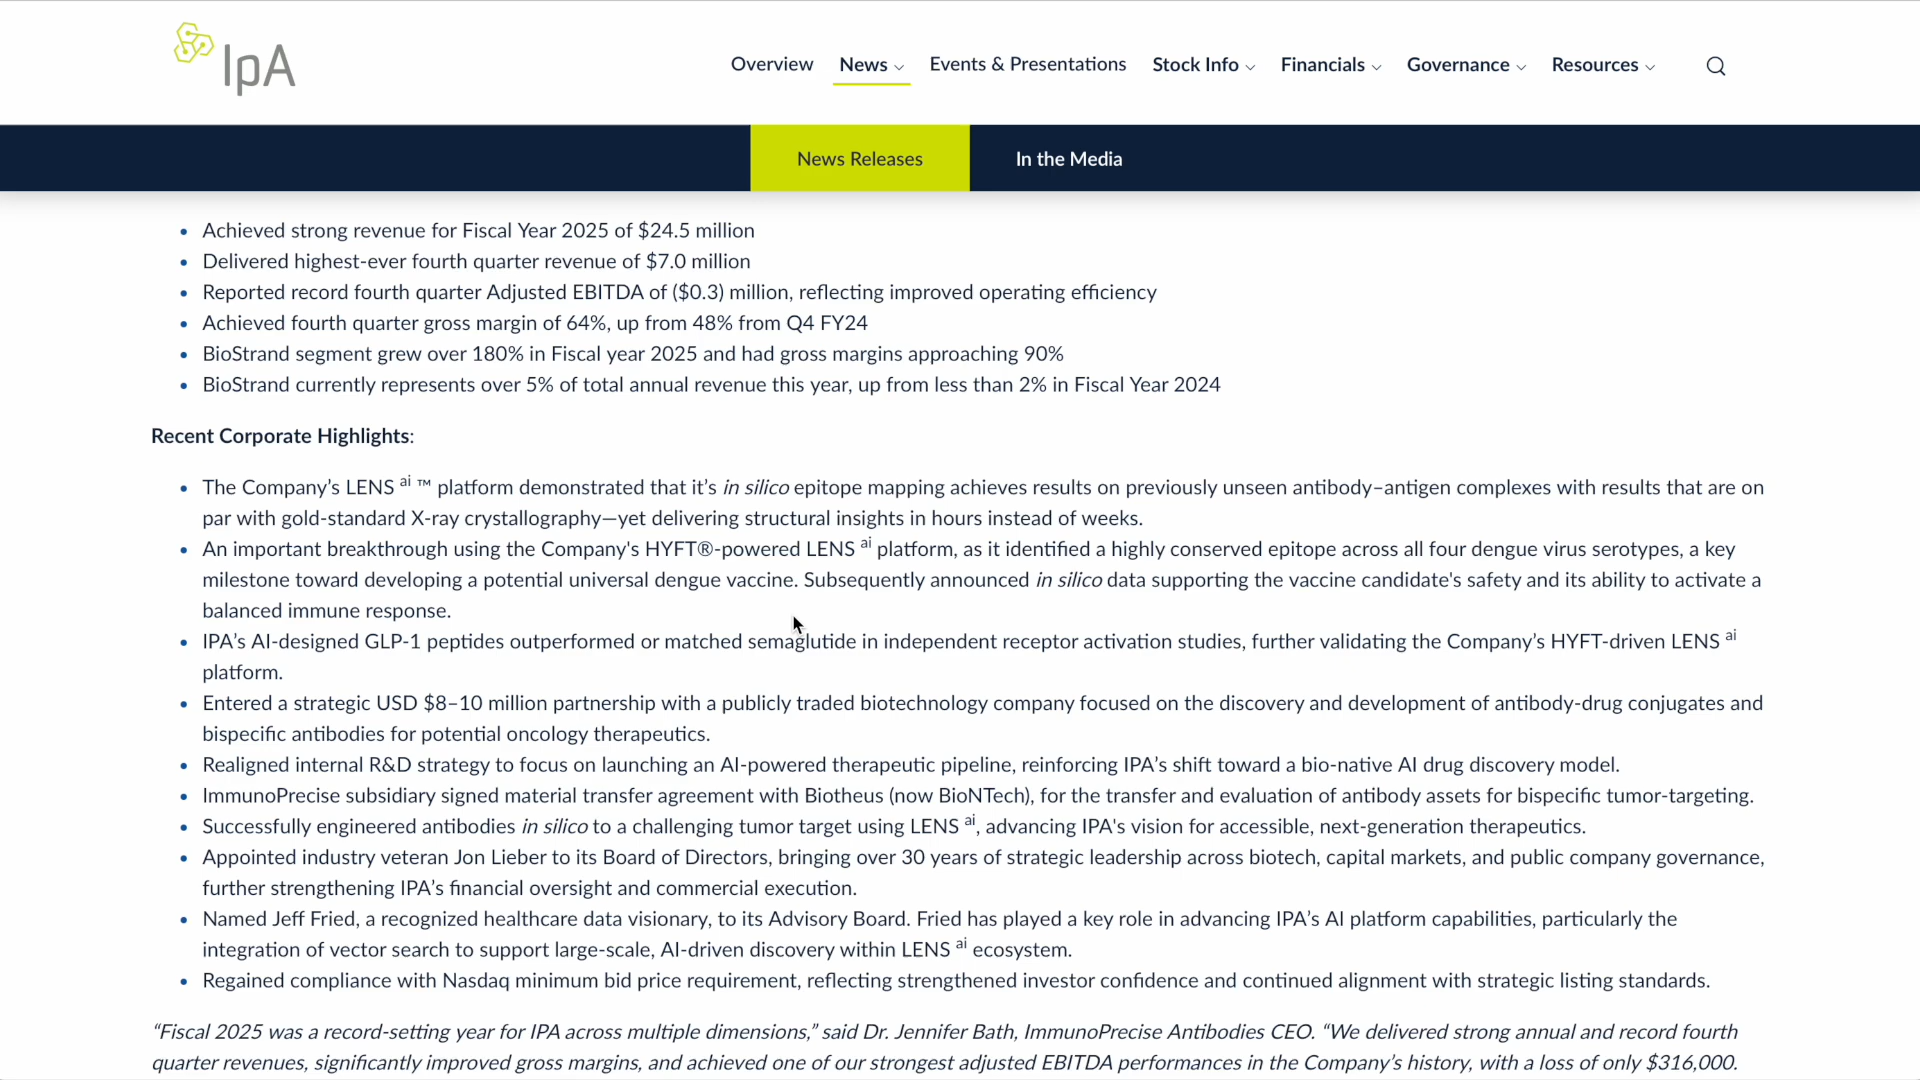 IpA
Overview
News
Events & Presentations
Stock Info
Financials
Governance
Resources
News Releases
In the Media
• Achieved strong revenue for Fiscal Year 2025 of $24.5 million
• Delivered highest-ever fourth quarter revenue of $7.0 million
• Reported record fourth quarter Adjusted EBITDA of ($0.3) million, reflecting improved operating efficiency
• Achieved fourth quarter gross margin of 64%, up from 48% from Q4 FY24
• BioStrand segment grew over 180% in Fiscal year 2025 and had gross margins approaching 90%
• BioStrand currently represents over 5% of total annual revenue this year, up from less than 2% in Fiscal Year 2024
Recent Corporate Highlights:
• The Company’s LENS ai ™ platform demonstrated that it’s in silico epitope mapping achieves results on previously unseen antibody–antigen complexes with results that are on
par with gold-standard X-ray crystallography—yet delivering structural insights in hours instead of weeks.
• An important breakthrough using the Company's HYFT®-powered LENS ai platform, as it identified a highly conserved epitope across all four dengue virus serotypes, a key
milestone toward developing a potential universal dengue vaccine. Subsequently announced in silico data supporting the vaccine candidate's safety and its ability to activate a
balanced immune response.
• IPA’s AI-designed GLP-1 peptides outperformed or matched semaglutide in independent receptor activation studies, further validating the Company’s HYFT-driven LENS ai
platform.
• Entered a strategic USD $8–10 million partnership with a publicly traded biotechnology company focused on the discovery and development of antibody-drug conjugates and
bispecific antibodies for potential oncology therapeutics.
• Realigned internal R&D strategy to focus on launching an AI-powered therapeutic pipeline, reinforcing IPA’s shift toward a bio-native AI drug discovery model.
• ImmunoPrecise subsidiary signed material transfer agreement with Biotheus (now BioNTech), for the transfer and evaluation of antibody assets for bispecific tumor-targeting.
• Successfully engineered antibodies in silico to a challenging tumor target using LENS ai, advancing IPA's vision for accessible, next-generation therapeutics.
• Appointed industry veteran Jon Lieber to its Board of Directors, bringing over 30 years of strategic leadership across biotech, capital markets, and public company governance,
further strengthening IPA’s financial oversight and commercial execution.
• Named Jeff Fried, a recognized healthcare data visionary, to its Advisory Board. Fried has played a key role in advancing IPA’s AI platform capabilities, particularly the
integration of vector search to support large-scale, AI-driven discovery within LENS ai ecosystem.
• Regained compliance with Nasdaq minimum bid price requirement, reflecting strengthened investor confidence and continued alignment with strategic listing standards.
“Fiscal 2025 was a record-setting year for IPA across multiple dimensions,” said Dr. Jennifer Bath, ImmunoPrecise Antibodies CEO. “We delivered strong annual and record fourth
quarter revenues, significantly improved gross margins, and achieved one of our strongest adjusted EBITDA performances in the Company’s history, with a loss of only $316,000.